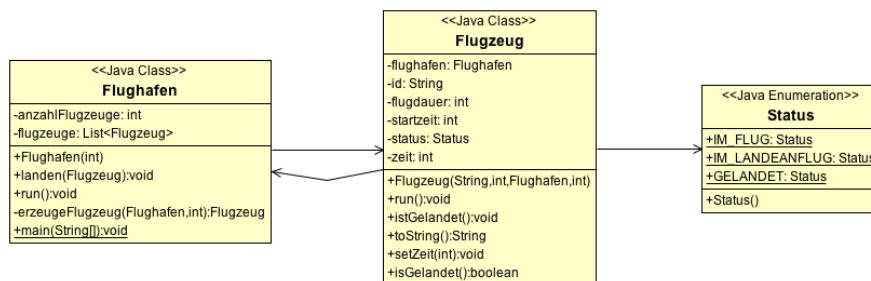 <<Java Class>>
Flughafen
-anzahlFlugzeuge: int
-flugzeuge: List<Flugzeug>
+Flughafen(int)
+landen(Flugzeug):void
+run():void
-erzeugeFlugzeug(Flughafen,int):Flugzeug
+main(String[]):void
<<Java Class>>
Flugzeug
-flughafen: Flughafen
-id: String
-flugdauer: int
-startzeit: int
-status: Status
-zeit: int
+Flugzeug(String,int,Flughafen,int)
+run():void
+istGelandet():void
+toString():String
+setZeit(int):void
+isGelandet():boolean
<<Java Enumeration>>
Status
+IM_FLUG: Status
+IM_LANDEANFLUG: Status
+GELANDET: Status
+Status()